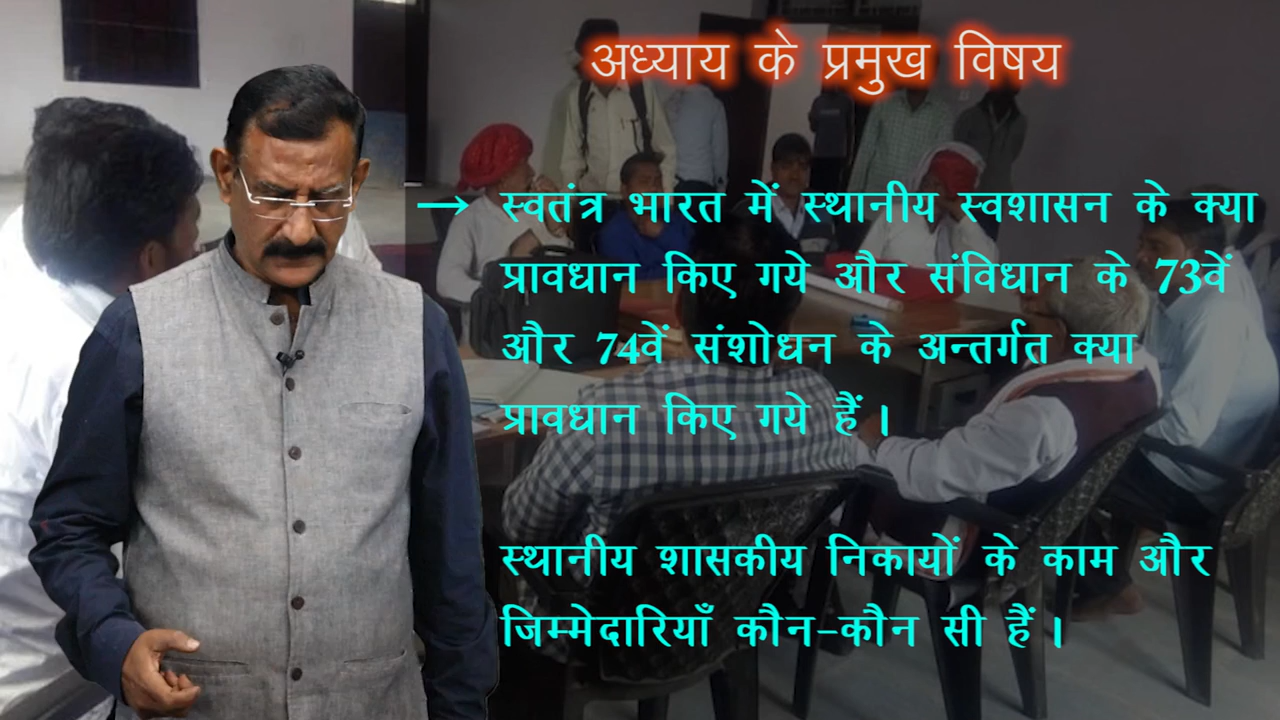 अध्याय के प्रमुख विषय
→ स्वतंत्र भारत में स्थानीय स्वशासन के क्या
प्रावधान किए गये और संविधान के 73वें
और 74वें संशोधन के अन्तर्गत क्या
प्रावधान किए गये हैं ।
स्थानीय शासकीय निकायों के काम और
जिम्मेदारियाँ कौन-कौन सी हैं ।